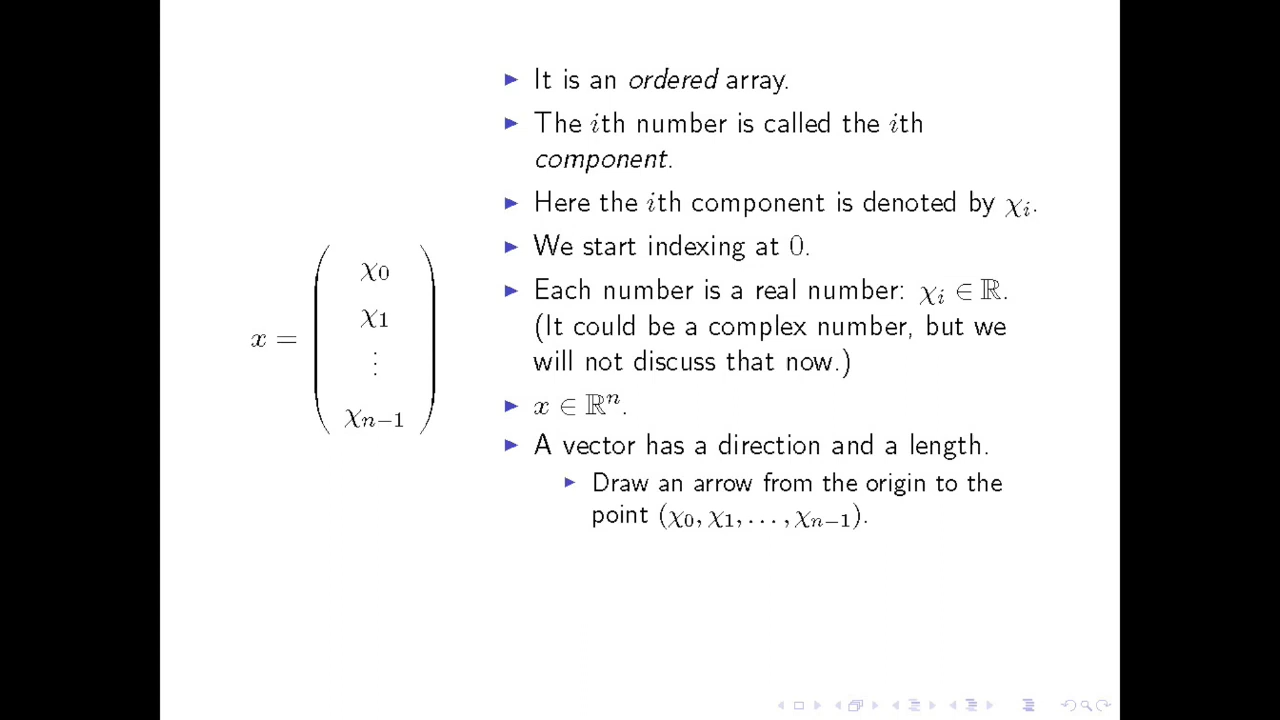 It is an ordered array.
The ith number is called the ith
component.
Here the ith component is denoted by χi.
We start indexing at 0.
Each number is a real number: χi ∈ ℝ.
(It could be a complex number, but we
will not discuss that now.)
x ∈ ℝⁿ.
A vector has a direction and a length.
Draw an arrow from the origin to the
point (χ0, χ1, . . . , χn−1).
x =
χ0
χ1
⋮
χn−1